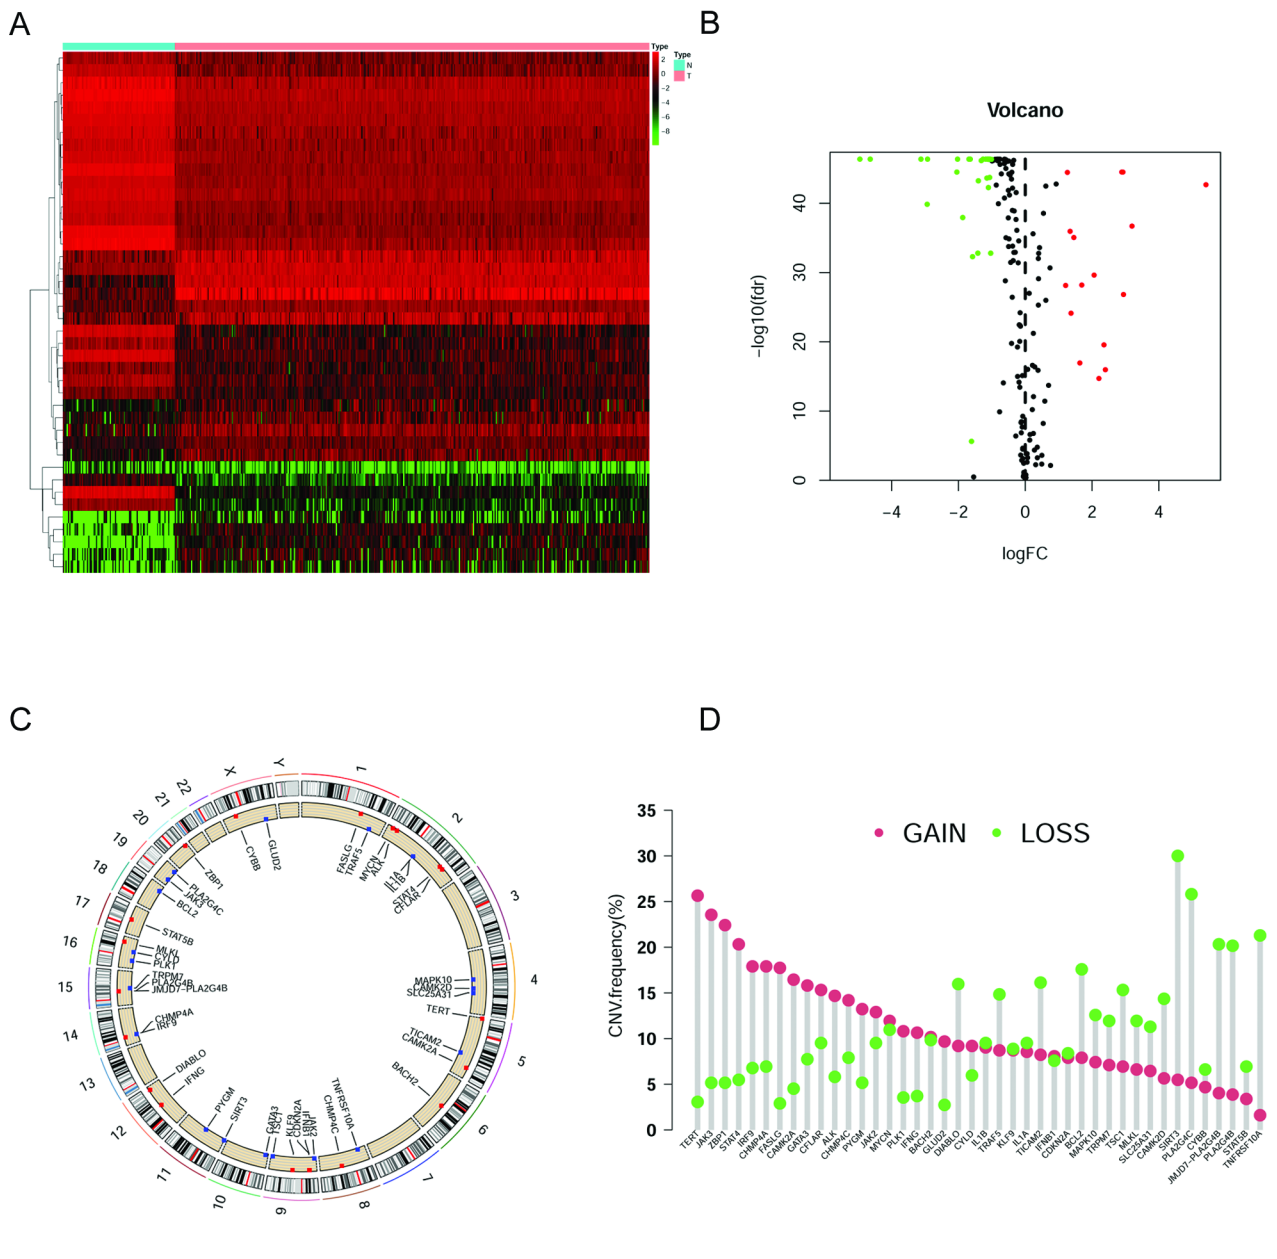 A
Type
2
0
−2
−4
−6
−8
Type
N
T
B
Volcano
−log10(fdr)
40
30
20
10
0
−4
−2
0
2
4
logFC
C
1
2
3
4
5
6
7
8
9
10
11
12
13
14
15
16
17
18
19
20
21
22
X
Y
FASLG
TRAF5
MYCN
ALK
IL1A
IL1B
STAT4
CFLAR
MAPK10
CAMK2D
SLC25A31
TERT
TICAM2
CAMK2A
BACH2
TNFRSF10A
CHMP4C
JAK2
IFNB1
CDKN2A
KLF9
TSC1
GATA3
SIRT3
PYGM
IFNG
DIABLO
IRF9
CHMP4A
JMJD7−PLA2G4B
PLA2G4B
TRPM7
PLK1
CYLD
MLKL
STAT5B
BCL2
JAK3
PLA2G4C
ZBP1
CYBB
GLUD2
D
GAIN
LOSS
CNV.frequency(%)
35
30
25
20
15
10
5
0
TERT
JAK3
ZBP1
STAT4
IRF9
CHMP4A
FASLG
CAMK2A
GATA3
CFLAR
ALK
CHMP4C
PYGM
JAK2
MYCN
PLK1
IFNG
BACH2
GLUD2
DIABLO
CYLD
IL1B
TRAF5
KLF9
IL1A
TICAM2
IFNB1
CDKN2A
BCL2
MAPK10
TRPM7
TSC1
MLKL
SLC25A31
CAMK2D
SIRT3
PLA2G4C
CYBB
JMJD7−PLA2G4B
PLA2G4B
STAT5B
TNFRSF10A